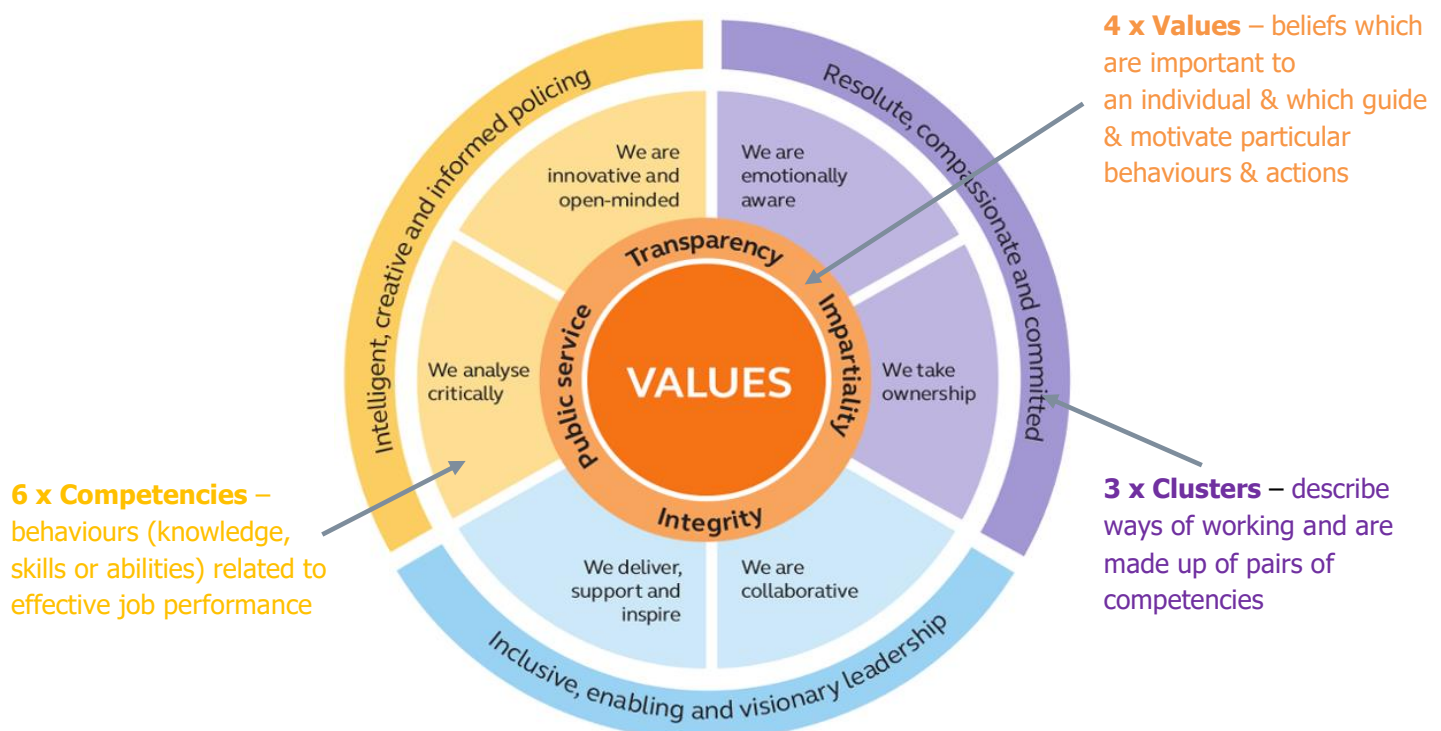 Intelligent, creative and informed policing
Resolute, compassionate and committed
Inclusive, enabling and visionary leadership
We are
innovative and
open-minded
We are
emotionally
aware
We analyse
critically
We take
ownership
We deliver,
support and
inspire
We are
collaborative
Transparency
Impartiality
Integrity
Public service
VALUES
4 x Values – beliefs which
are important to
an individual & which guide
& motivate particular
behaviours & actions
6 x Competencies –
behaviours (knowledge,
skills or abilities) related to
effective job performance
3 x Clusters – describe
ways of working and are
made up of pairs of
competencies